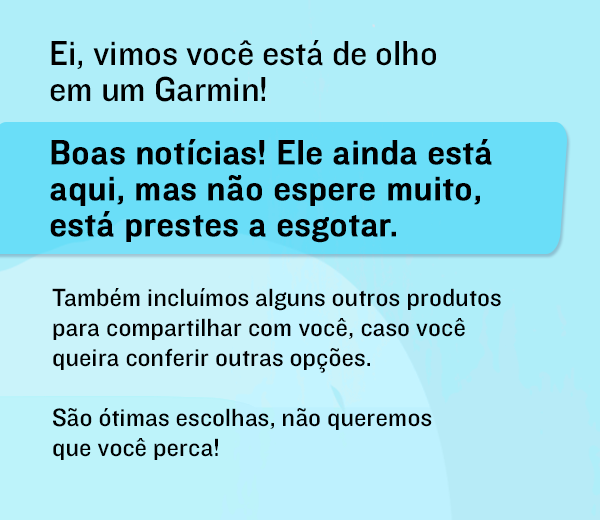 Ei, vimos você está de olho
em um Garmin!
Boas notícias! Ele ainda está
aqui, mas não espere muito,
está prestes a esgotar.
Também incluímos alguns outros produtos
para compartilhar com você, caso você
queira conferir outras opções.
São ótimas escolhas, não queremos
que você perca!